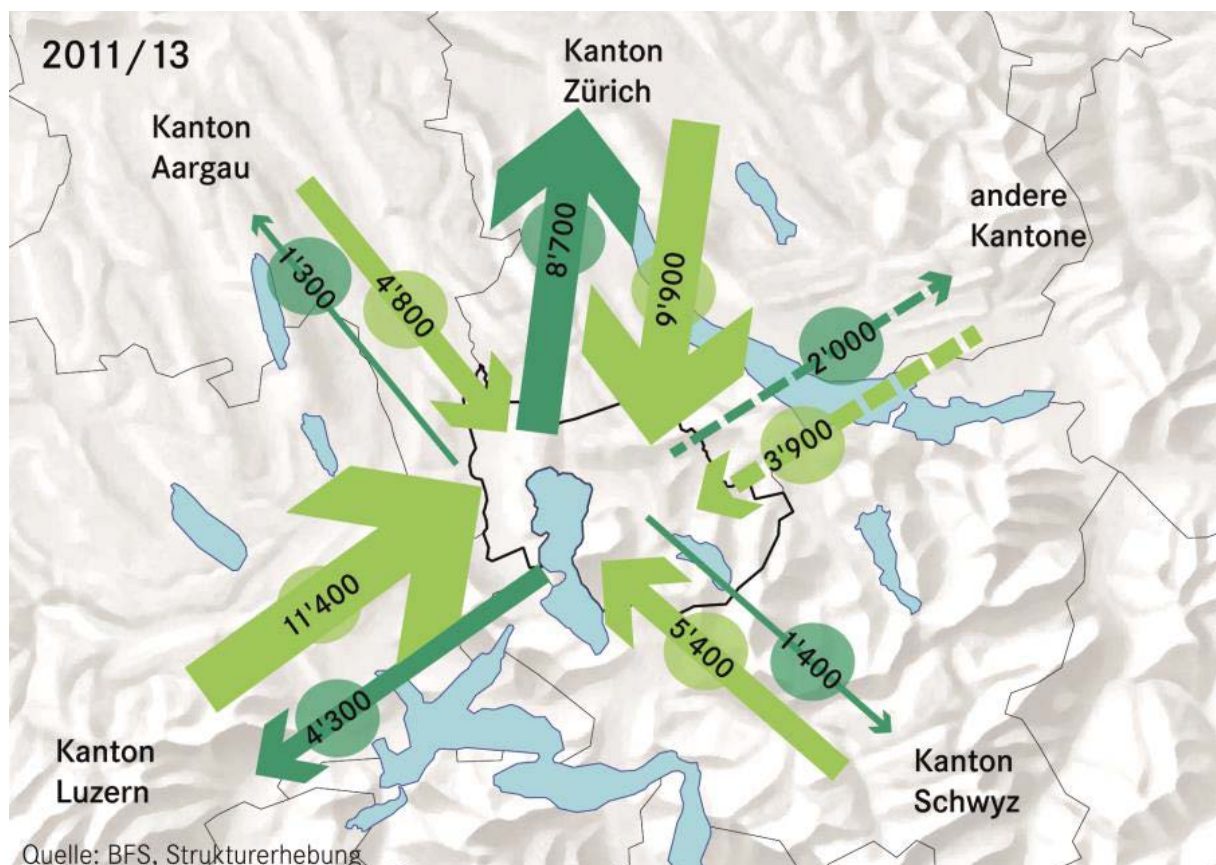 2011/13
Kanton
Zürich
Kanton
Aargau
andere
Kantone
1'300
4'800
8'700
9'900
2'000
3'900
11'400
4'300
5'400
1'400
Kanton
Luzern
Kanton
Schwyz
Quelle: BFS, Strukturerhebung